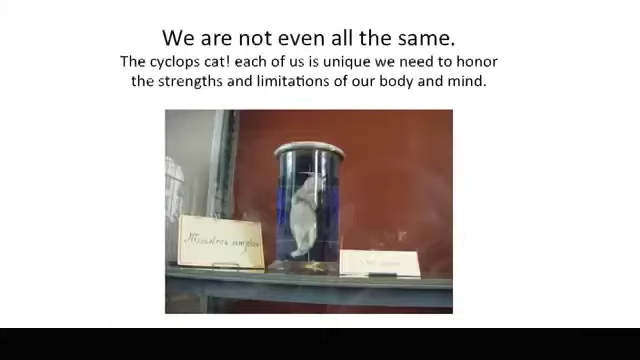 We are not even all the same.
The cyclops cat! each of us is unique we need to honor
the strengths and limitations of our body and mind.